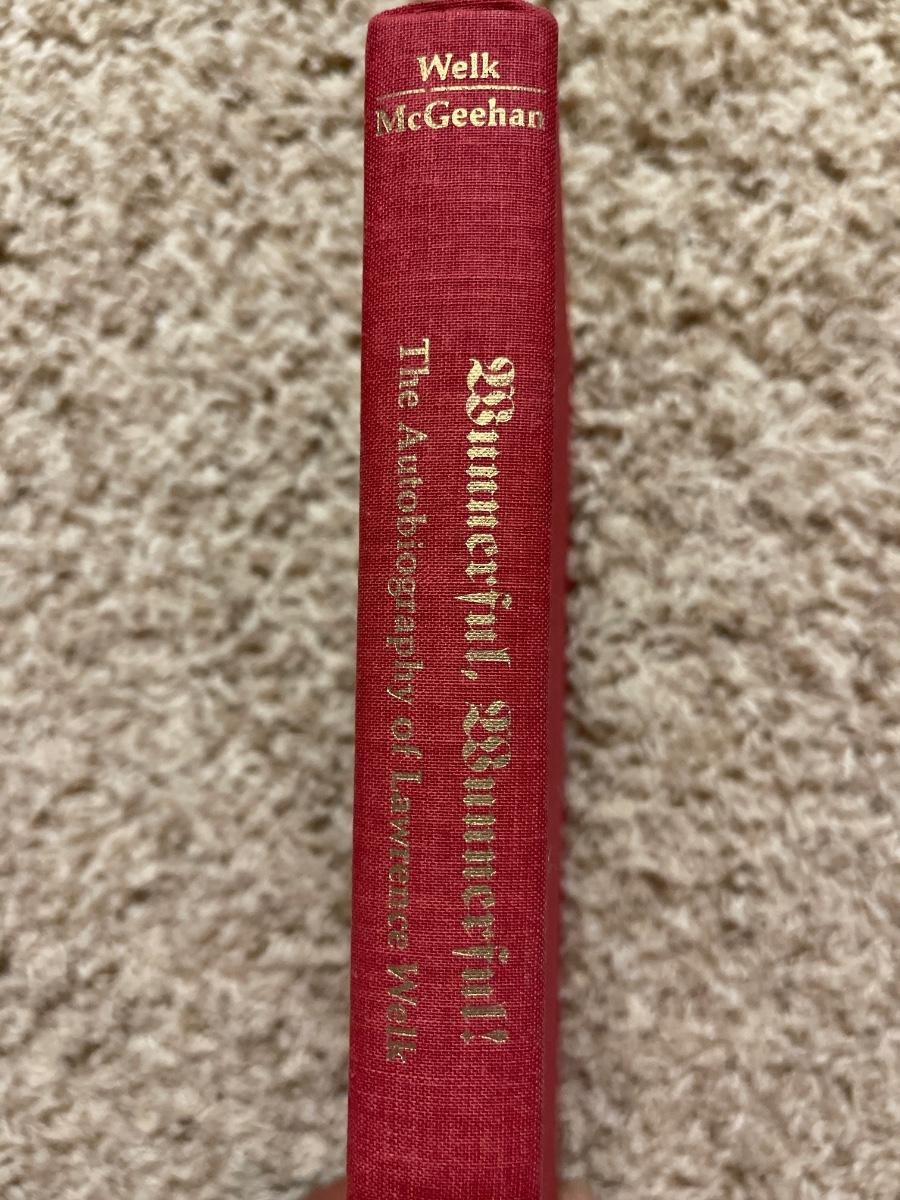 Welk
McGeehan
Wunnerful, Wunnerful!
The Autobiography of Lawrence Welk